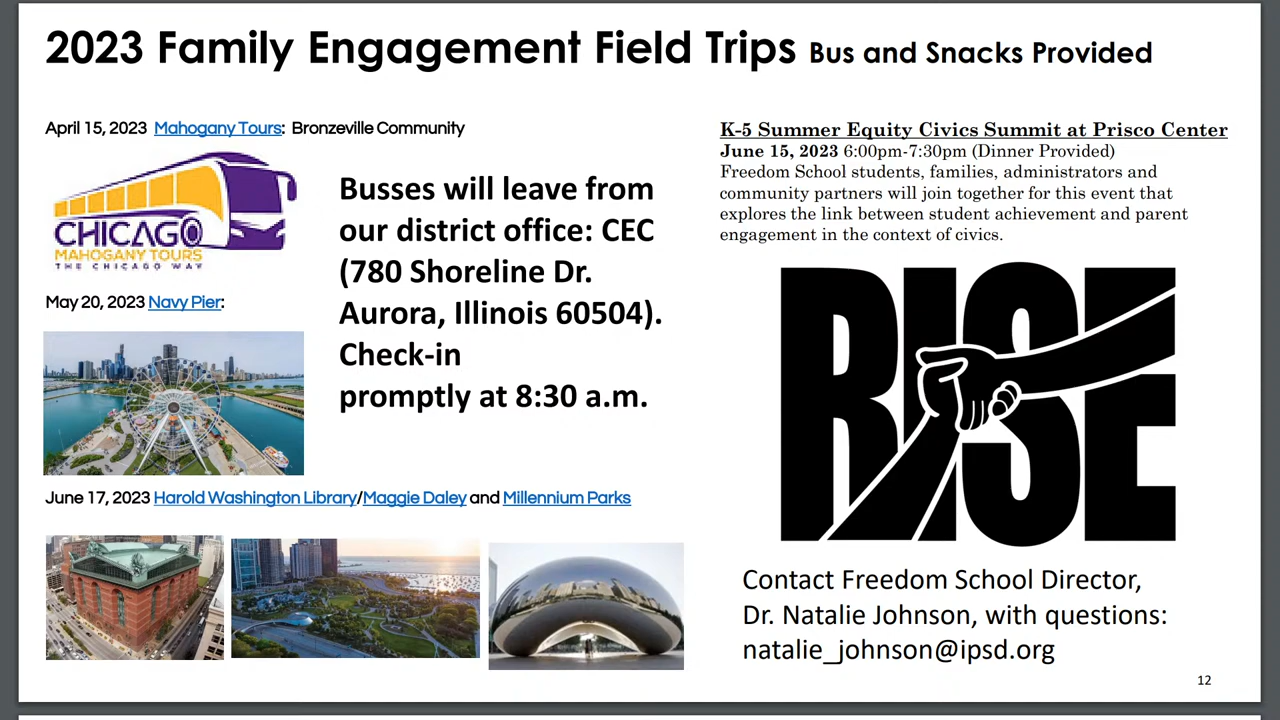 2023 Family Engagement Field Trips Bus and Snacks Provided
April 15, 2023 Mahogany Tours: Bronzeville Community
CHICAGO
MAHOGANY TOURS
THE CHICAGO WAY
Busses will leave from
our district office: CEC
(780 Shoreline Dr.
Aurora, Illinois 60504).
Check-in
promptly at 8:30 a.m.
May 20, 2023 Navy Pier:
June 17, 2023 Harold Washington Library/Maggie Daley and Millennium Parks
K-5 Summer Equity Civics Summit at Prisco Center
June 15, 2023 6:00pm-7:30pm (Dinner Provided)
Freedom School students, families, administrators and
community partners will join together for this event that
explores the link between student achievement and parent
engagement in the context of civics.
RISE
Contact Freedom School Director,
Dr. Natalie Johnson, with questions:
natalie_johnson@ipsd.org
12